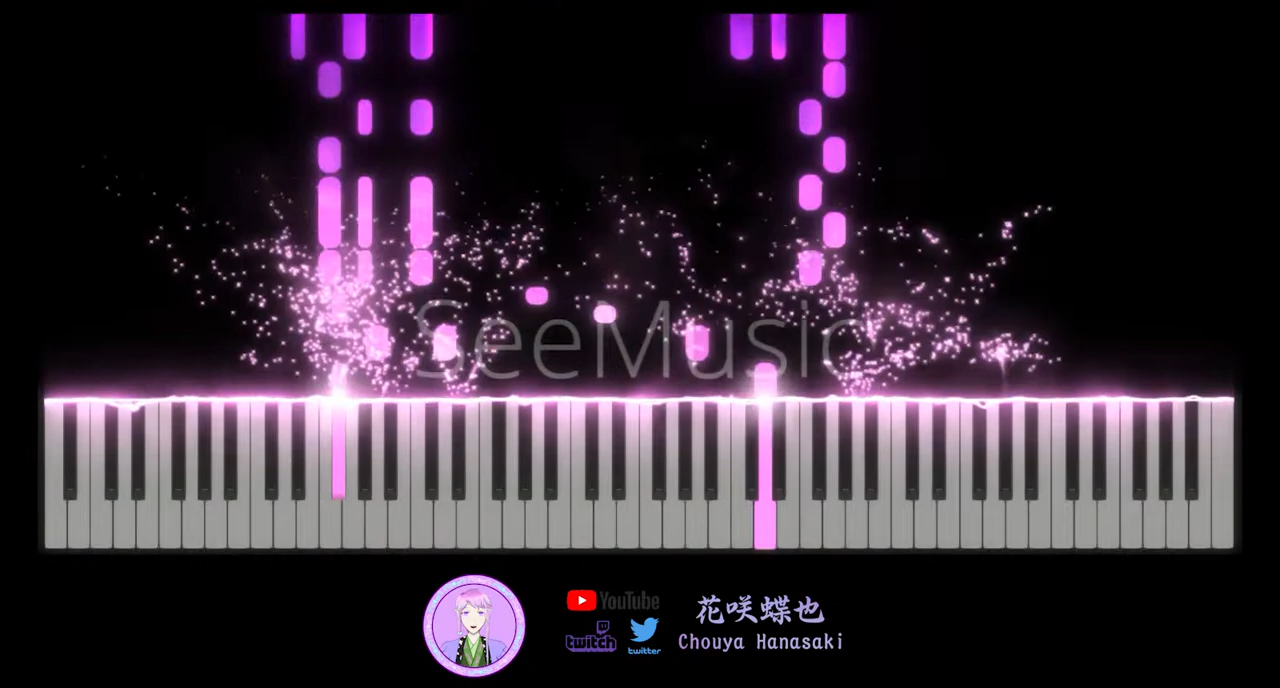 SeeMusic
YouTube
花咲蝶也
twitch
twitter
Chouya Hanasaki